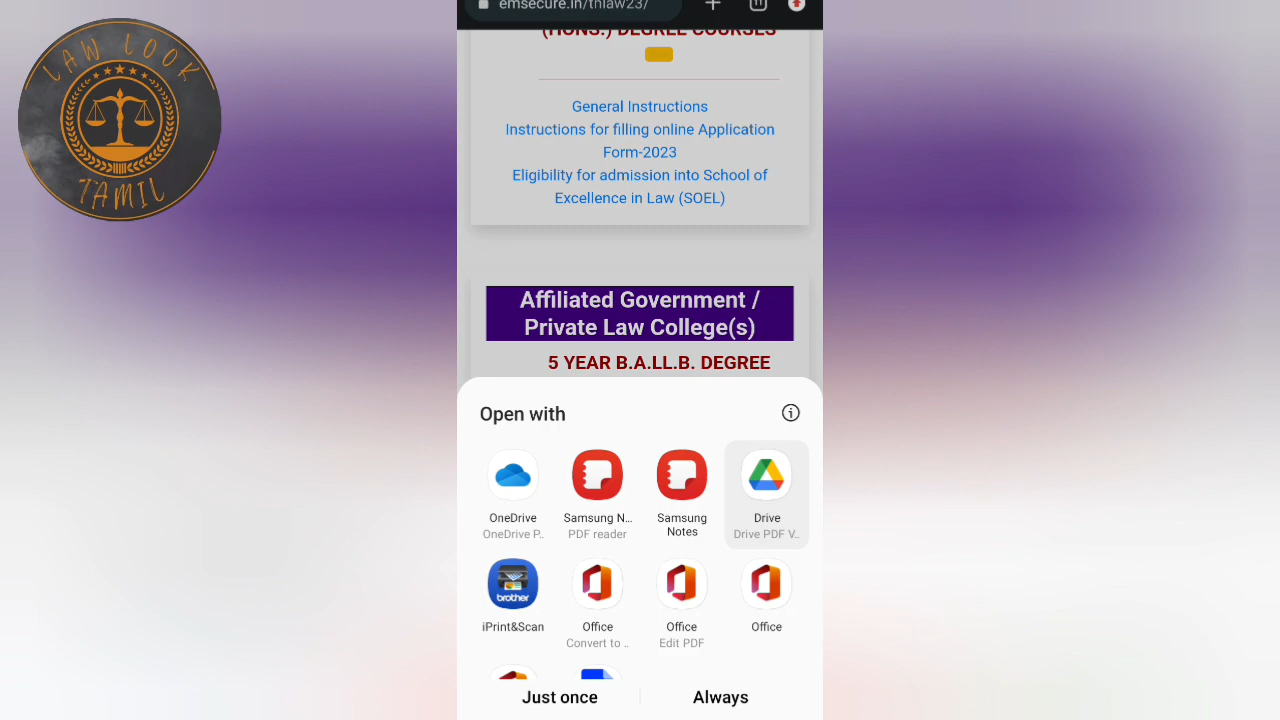 LAW LOOK
TAMIL
emsecure.in/tnlaw23/
(HONS.) DEGREE COURSES
General Instructions
Instructions for filling online Application
Form-2023
Eligibility for admission into School of
Excellence in Law (SOEL)
Affiliated Government /
Private Law College(s)
5 YEAR B.A.LL.B. DEGREE
Open with
OneDrive
OneDrive P..
Samsung N...
PDF reader
Samsung
Notes
Drive
Drive PDF V..
brother
iPrint&Scan
Office
Convert to ..
Office
Edit PDF
Office
Just once
Always